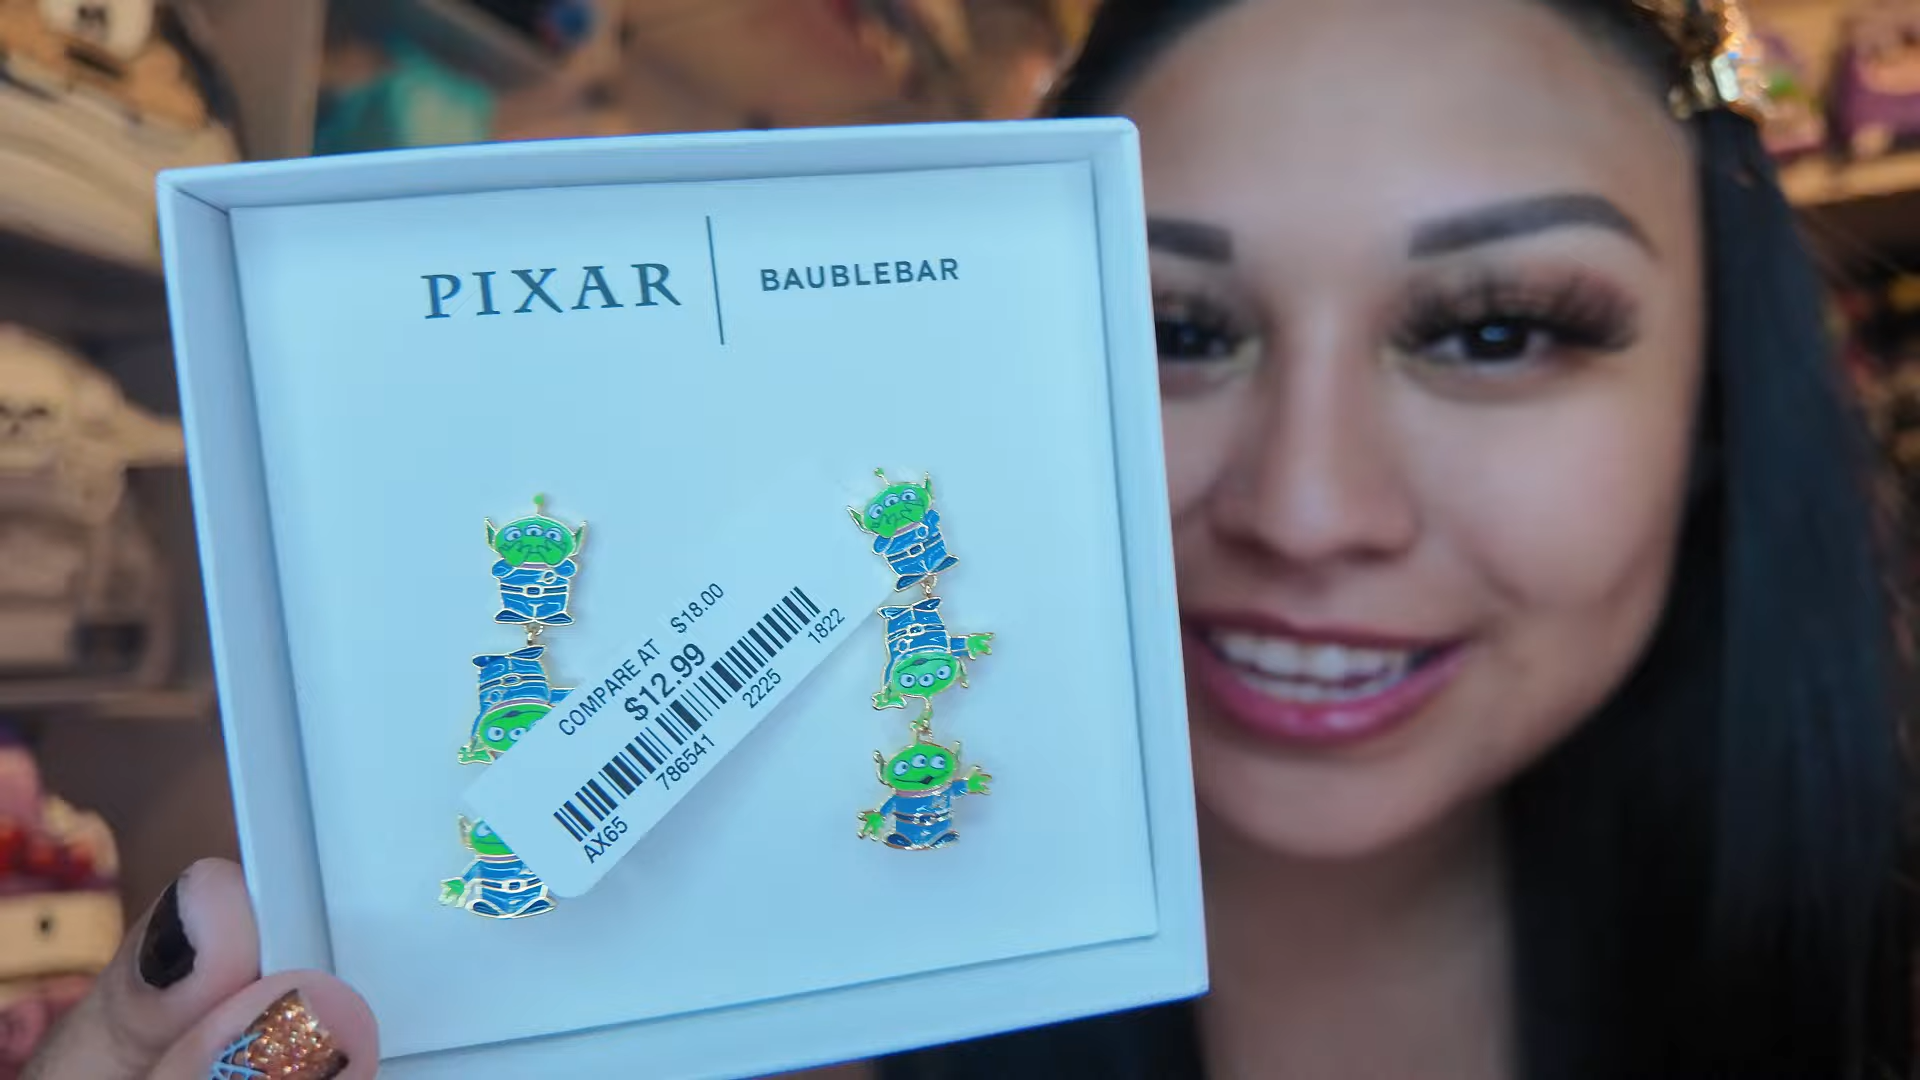 PIXAR | BAUBLEBAR
COMPARE AT $18.00
$12.99
2225 1822
AX65 786541